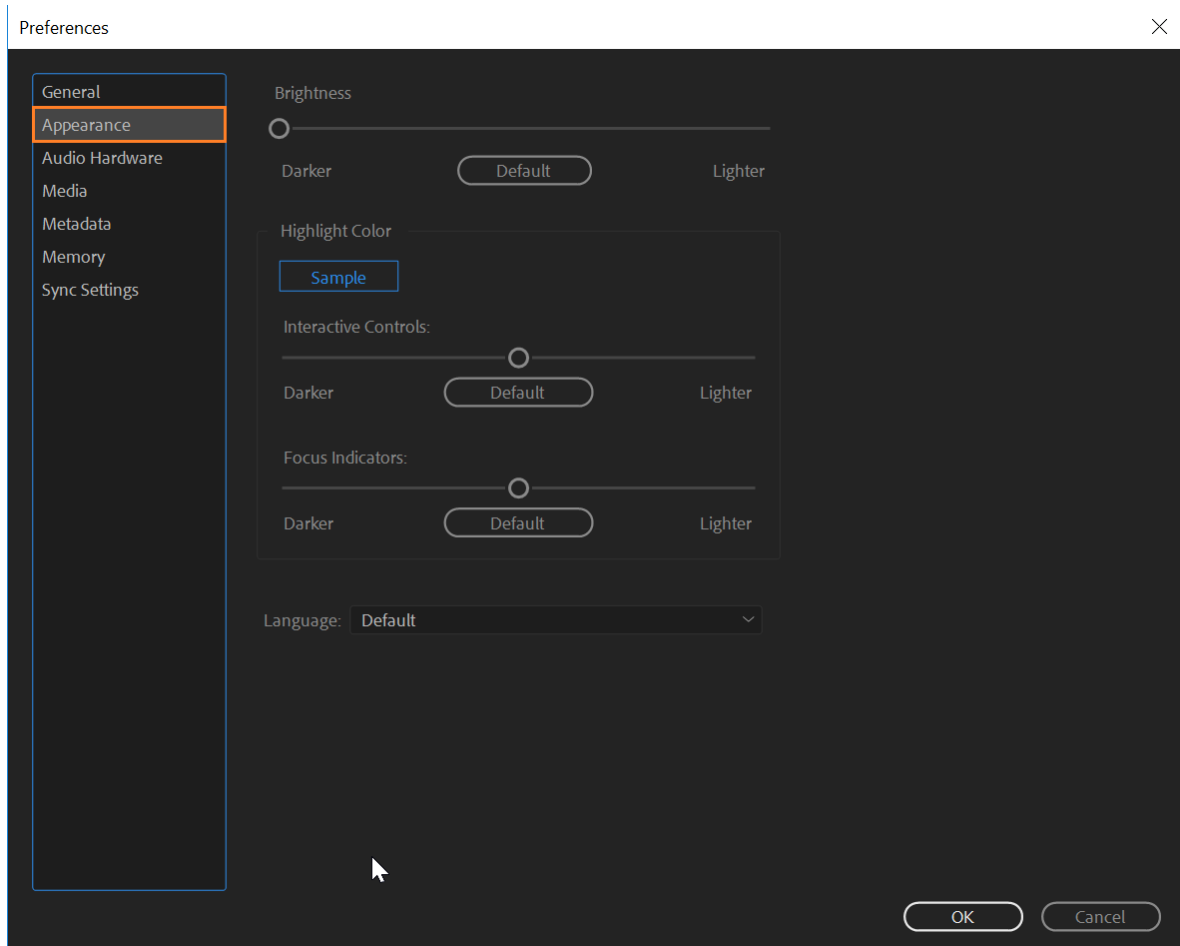 Preferences
General
Appearance
Audio Hardware
Media
Metadata
Memory
Sync Settings
Brightness
Darker Default Lighter
Highlight Color
Sample
Interactive Controls:
Darker Default Lighter
Focus Indicators:
Darker Default Lighter
Language: Default
OK Cancel